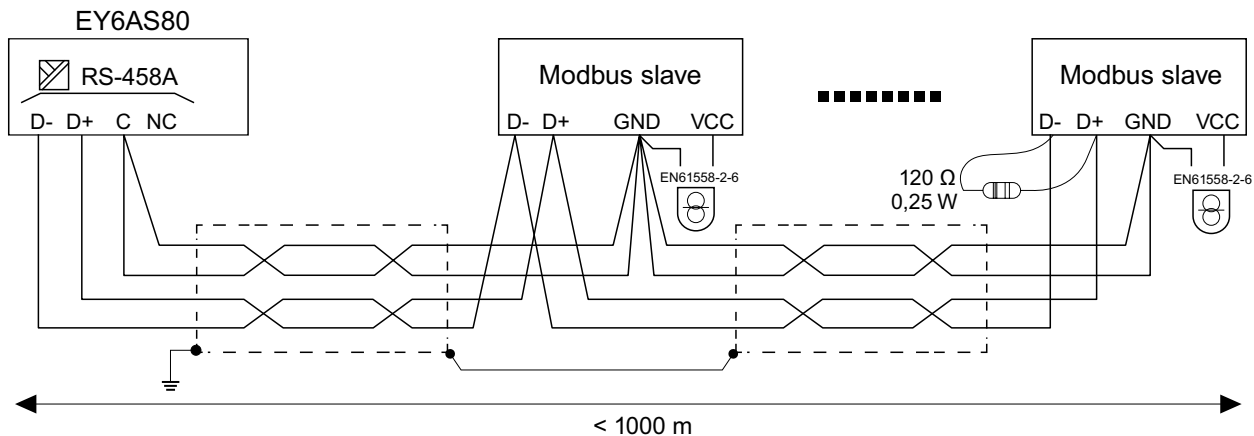 EY6AS80
RS-458A
D- D+ C NC
Modbus slave
D- D+ GND VCC
EN61558-2-6
Modbus slave
D- D+ GND VCC
120 Ω
0,25 W
EN61558-2-6
< 1000 m